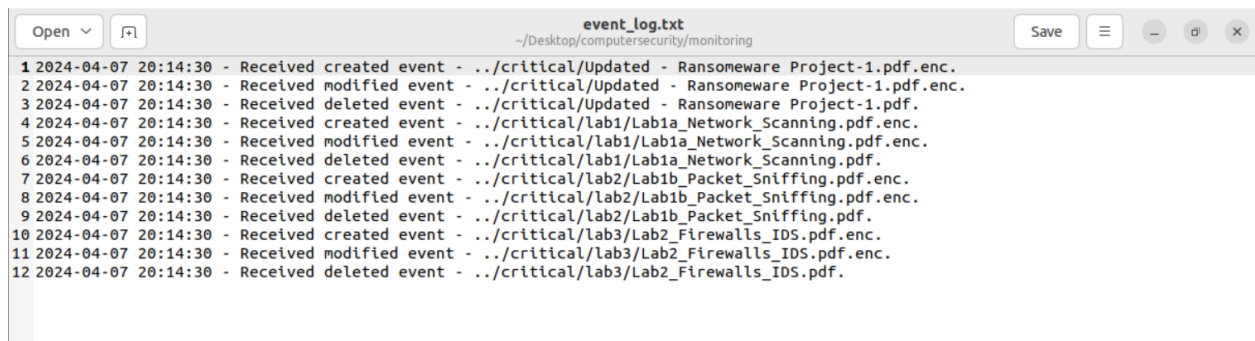 Open
event_log.txt
~/Desktop/computersecurity/monitoring
Save
1 2024-04-07 20:14:30 - Received created event - ../critical/Updated - Ransomeware Project-1.pdf.enc.
2 2024-04-07 20:14:30 - Received modified event - ../critical/Updated - Ransomeware Project-1.pdf.enc.
3 2024-04-07 20:14:30 - Received deleted event - ../critical/Updated - Ransomeware Project-1.pdf.
4 2024-04-07 20:14:30 - Received created event - ../critical/lab1/Lab1a_Network_Scanning.pdf.enc.
5 2024-04-07 20:14:30 - Received modified event - ../critical/lab1/Lab1a_Network_Scanning.pdf.enc.
6 2024-04-07 20:14:30 - Received deleted event - ../critical/lab1/Lab1a_Network_Scanning.pdf.
7 2024-04-07 20:14:30 - Received created event - ../critical/lab2/Lab1b_Packet_Sniffing.pdf.enc.
8 2024-04-07 20:14:30 - Received modified event - ../critical/lab2/Lab1b_Packet_Sniffing.pdf.enc.
9 2024-04-07 20:14:30 - Received deleted event - ../critical/lab2/Lab1b_Packet_Sniffing.pdf.
10 2024-04-07 20:14:30 - Received created event - ../critical/lab3/Lab2_Firewalls_IDS.pdf.enc.
11 2024-04-07 20:14:30 - Received modified event - ../critical/lab3/Lab2_Firewalls_IDS.pdf.enc.
12 2024-04-07 20:14:30 - Received deleted event - ../critical/lab3/Lab2_Firewalls_IDS.pdf.